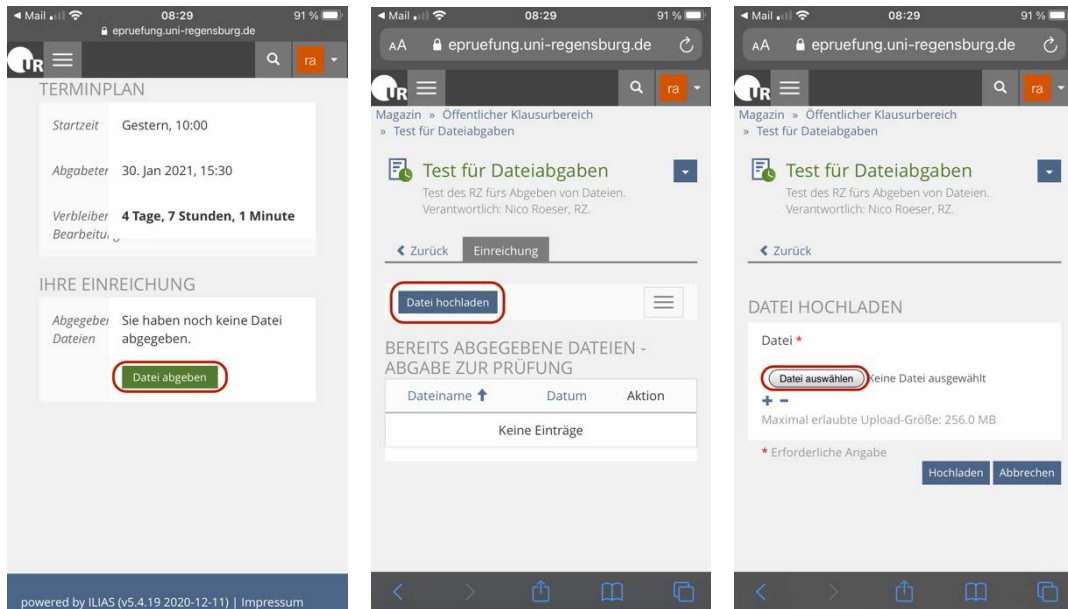 ◄ Mail 08:29 91 %
epruefung.uni-regensburg.de
UR ra
TERMINPLAN
Startzeit Gestern, 10:00
Abgabeter 30. Jan 2021, 15:30
Verbleiber 4 Tage, 7 Stunden, 1 Minute
Bearbeitung
IHRE EINREICHUNG
Abgegeber Sie haben noch keine Datei
Dateien abgegeben.
Datei abgeben
powered by ILIAS (v5.4.19 2020-12-11) | Impressum
◄ Mail 08:29 91 %
AA epruefung.uni-regensburg.de
UR ra
Magazin » Öffentlicher Klausurbereich
» Test für Dateiabgaben
Test für Dateiabgaben
Test des RZ fürs Abgeben von Dateien.
Verantwortlich: Nico Roeser, RZ.
Zurück Einreichung
Datei hochladen
BEREITS ABGEGEBENE DATEIEN -
ABGABE ZUR PRÜFUNG
Dateiname Datum Aktion
Keine Einträge
◄ Mail 08:29 91 %
AA epruefung.uni-regensburg.de
UR ra
Magazin » Öffentlicher Klausurbereich
» Test für Dateiabgaben
Test für Dateiabgaben
Test des RZ fürs Abgeben von Dateien.
Verantwortlich: Nico Roeser, RZ.
Zurück
DATEI HOCHLADEN
Datei *
Datei auswählen Keine Datei ausgewählt
+ −
Maximal erlaubte Upload-Größe: 256.0 MB
* Erforderliche Angabe
Hochladen Abbrechen